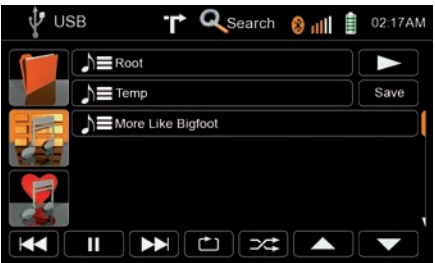 USB Search 02:17AM
Root
Temp Save
More Like Bigfoot